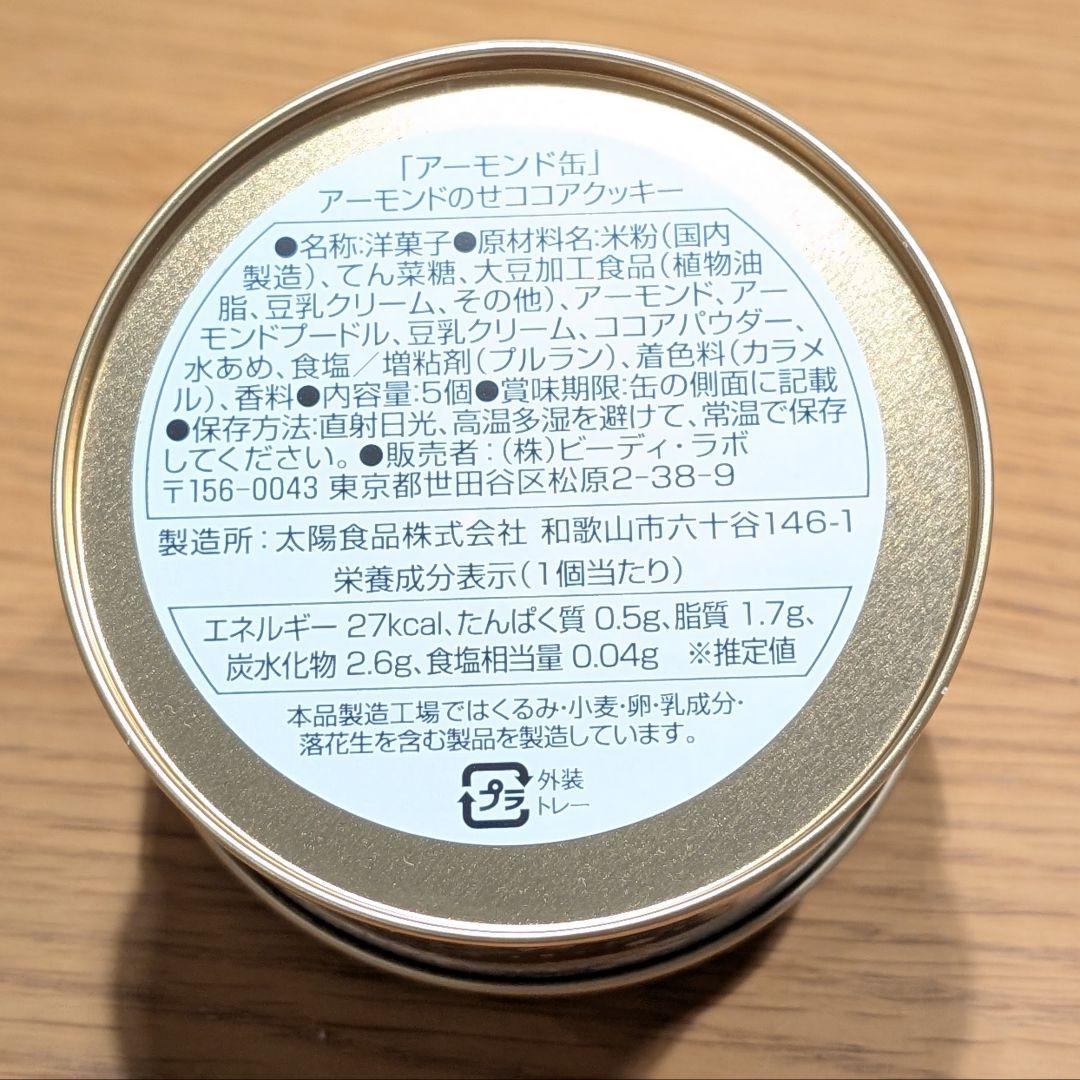 「アーモンド缶」
アーモンドのせココアクッキー
●名称:洋菓子●原材料名:米粉(国内
製造)、てん菜糖、大豆加工食品(植物油
脂、豆乳クリーム、その他)、アーモンド、アー
モンドプードル、豆乳クリーム、ココアパウダー、
水あめ、食塩/増粘剤(プルラン)、着色料(カラメ
ル)、香料●内容量:5個●賞味期限:缶の側面に記載
●保存方法:直射日光、高温多湿を避けて、常温で保存
してください。●販売者:(株)ビーディ・ラボ
〒156-0043 東京都世田谷区松原2-38-9
製造所:太陽食品株式会社 和歌山市六十谷146-1
栄養成分表示(1個当たり)
エネルギー 27kcal、たんぱく質 0.5g、脂質 1.7g、
炭水化物 2.6g、食塩相当量 0.04g ※推定値
本品製造工場ではくるみ・小麦・卵・乳成分・
落花生を含む製品を製造しています。
プラ 外装
トレー